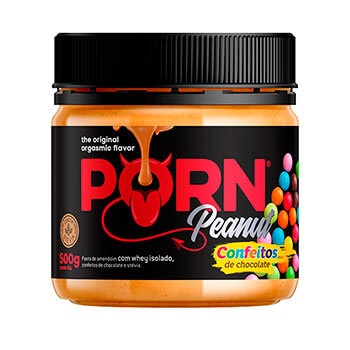 the original
orgasmic flavor
PORN®
Peanut
Confeitos
de chocolate
500g
Pasta de amendoim com whey isolado,
confeitos de chocolate e stévia.